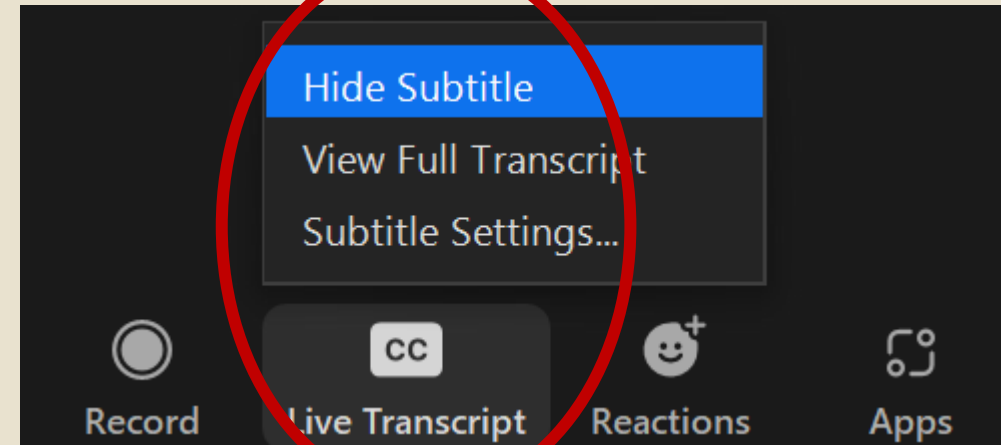 Hide Subtitle
View Full Transcript
Subtitle Settings...
CC
Record
Live Transcript
Reactions
Apps